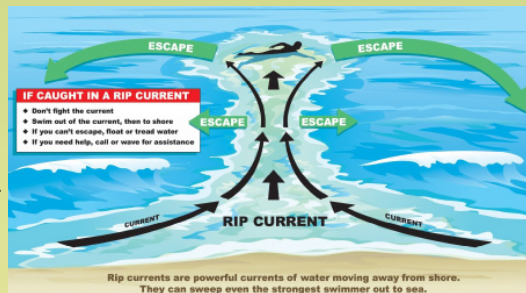 ESCAPE
ESCAPE
IF CAUGHT IN A RIP CURRENT
◆ Don't fight the current
◆ Swim out of the current, then to shore
◆ If you can't escape, float or tread water
◆ If you need help, call or wave for assistance
ESCAPE
ESCAPE
RIP CURRENT
CURRENT
CURRENT
Rip currents are powerful currents of water moving away from shore.
They can sweep even the strongest swimmer out to sea.